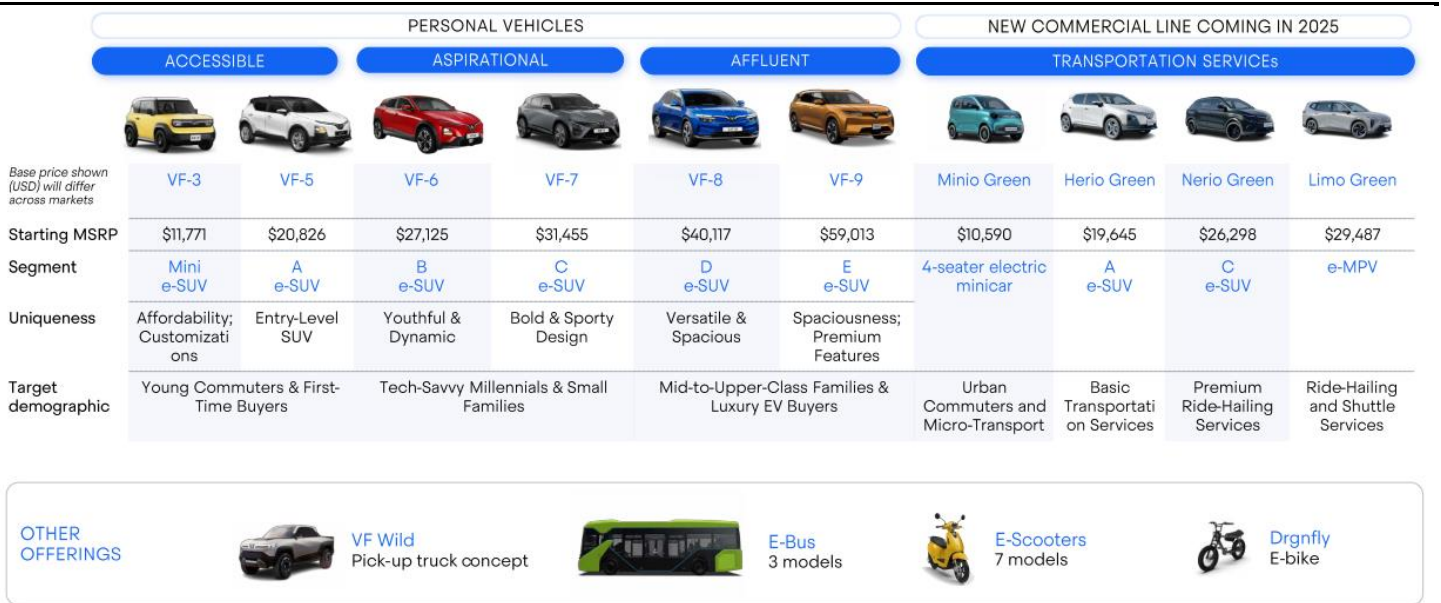 PERSONAL VEHICLES
NEW COMMERCIAL LINE COMING IN 2025
ACCESSIBLE
ASPIRATIONAL
AFFLUENT
TRANSPORTATION SERVICEs
Base price shown
(USD) will differ
across markets
VF-3
VF-5
VF-6
VF-7
VF-8
VF-9
Minio Green
Herio Green
Nerio Green
Limo Green
Starting MSRP
$11,771
$20,826
$27,125
$31,455
$40,117
$59,013
$10,590
$19,645
$26,298
$29,487
Segment
Mini
e-SUV
A
e-SUV
B
e-SUV
C
e-SUV
D
e-SUV
E
e-SUV
4-seater electric
minicar
A
e-SUV
C
e-SUV
e-MPV
Uniqueness
Affordability;
Customizati
ons
Entry-Level
SUV
Youthful &
Dynamic
Bold & Sporty
Design
Versatile &
Spacious
Spaciousness;
Premium
Features
Target
demographic
Young Commuters & First-
Time Buyers
Tech-Savvy Millennials & Small
Families
Mid-to-Upper-Class Families &
Luxury EV Buyers
Urban
Commuters and
Micro-Transport
Basic
Transportati
on Services
Premium
Ride-Hailing
Services
Ride-Hailing
and Shuttle
Services
OTHER
OFFERINGS
VF Wild
Pick-up truck concept
E-Bus
3 models
E-Scooters
7 models
Drgnfly
E-bike